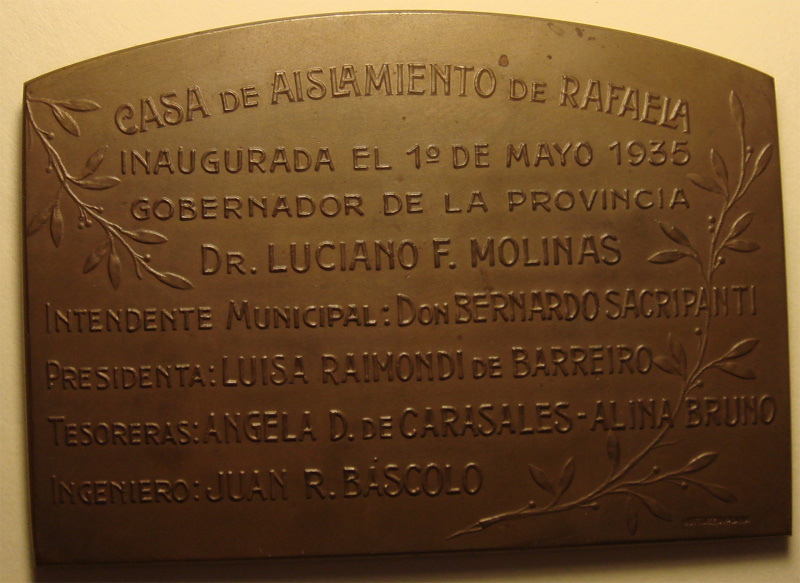 CASA DE AISLAMIENTO DE RAFAELA
INAUGURADA EL 1º DE MAYO 1935
GOBERNADOR DE LA PROVINCIA
DR. LUCIANO F. MOLINAS
INTENDENTE MUNICIPAL: DON BERNARDO SACRIPANTI
PRESIDENTA: LUISA RAIMONDI DE BARREIRO
TESORERAS: ANGELA D. DE CARASALES - ALINA BRUNO
INGENIERO: JUAN R. BÁSCOLO